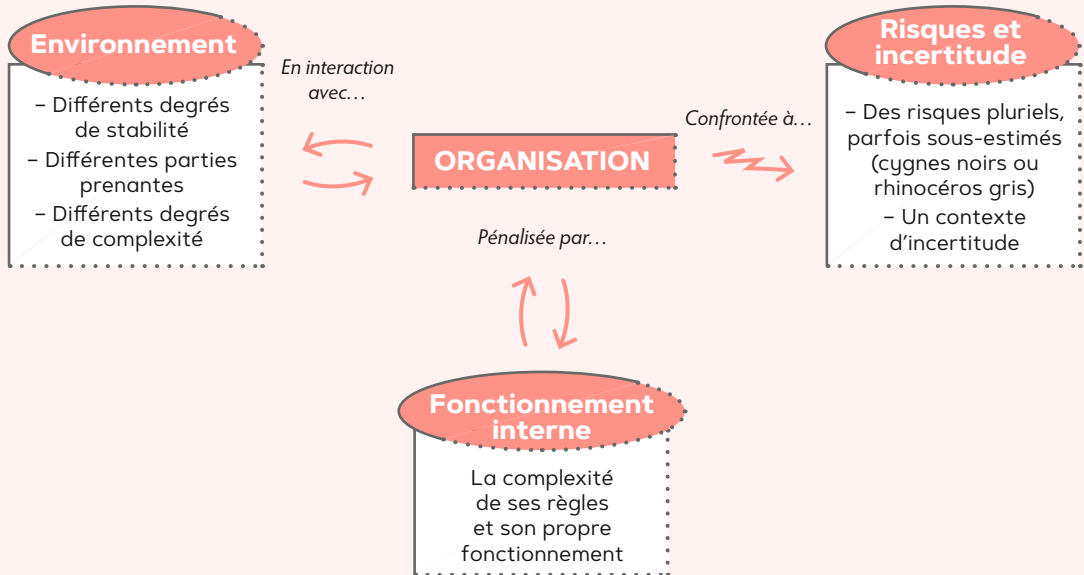 Environnement
– Différents degrés
de stabilité
– Différentes parties
prenantes
– Différents degrés
de complexité
En interaction
avec…
ORGANISATION
Confrontée à…
Risques et
incertitude
– Des risques pluriels,
parfois sous-estimés
(cygnes noirs ou
rhinocéros gris)
– Un contexte
d’incertitude
Pénalisée par…
Fonctionnement
interne
La complexité
de ses règles
et son propre
fonctionnement